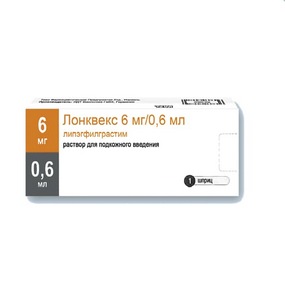 6
мг
0,6
мл
Лонквекс 6 мг/0,6 мл
липэгфилграстим
раствор для подкожного введения
1 шприц